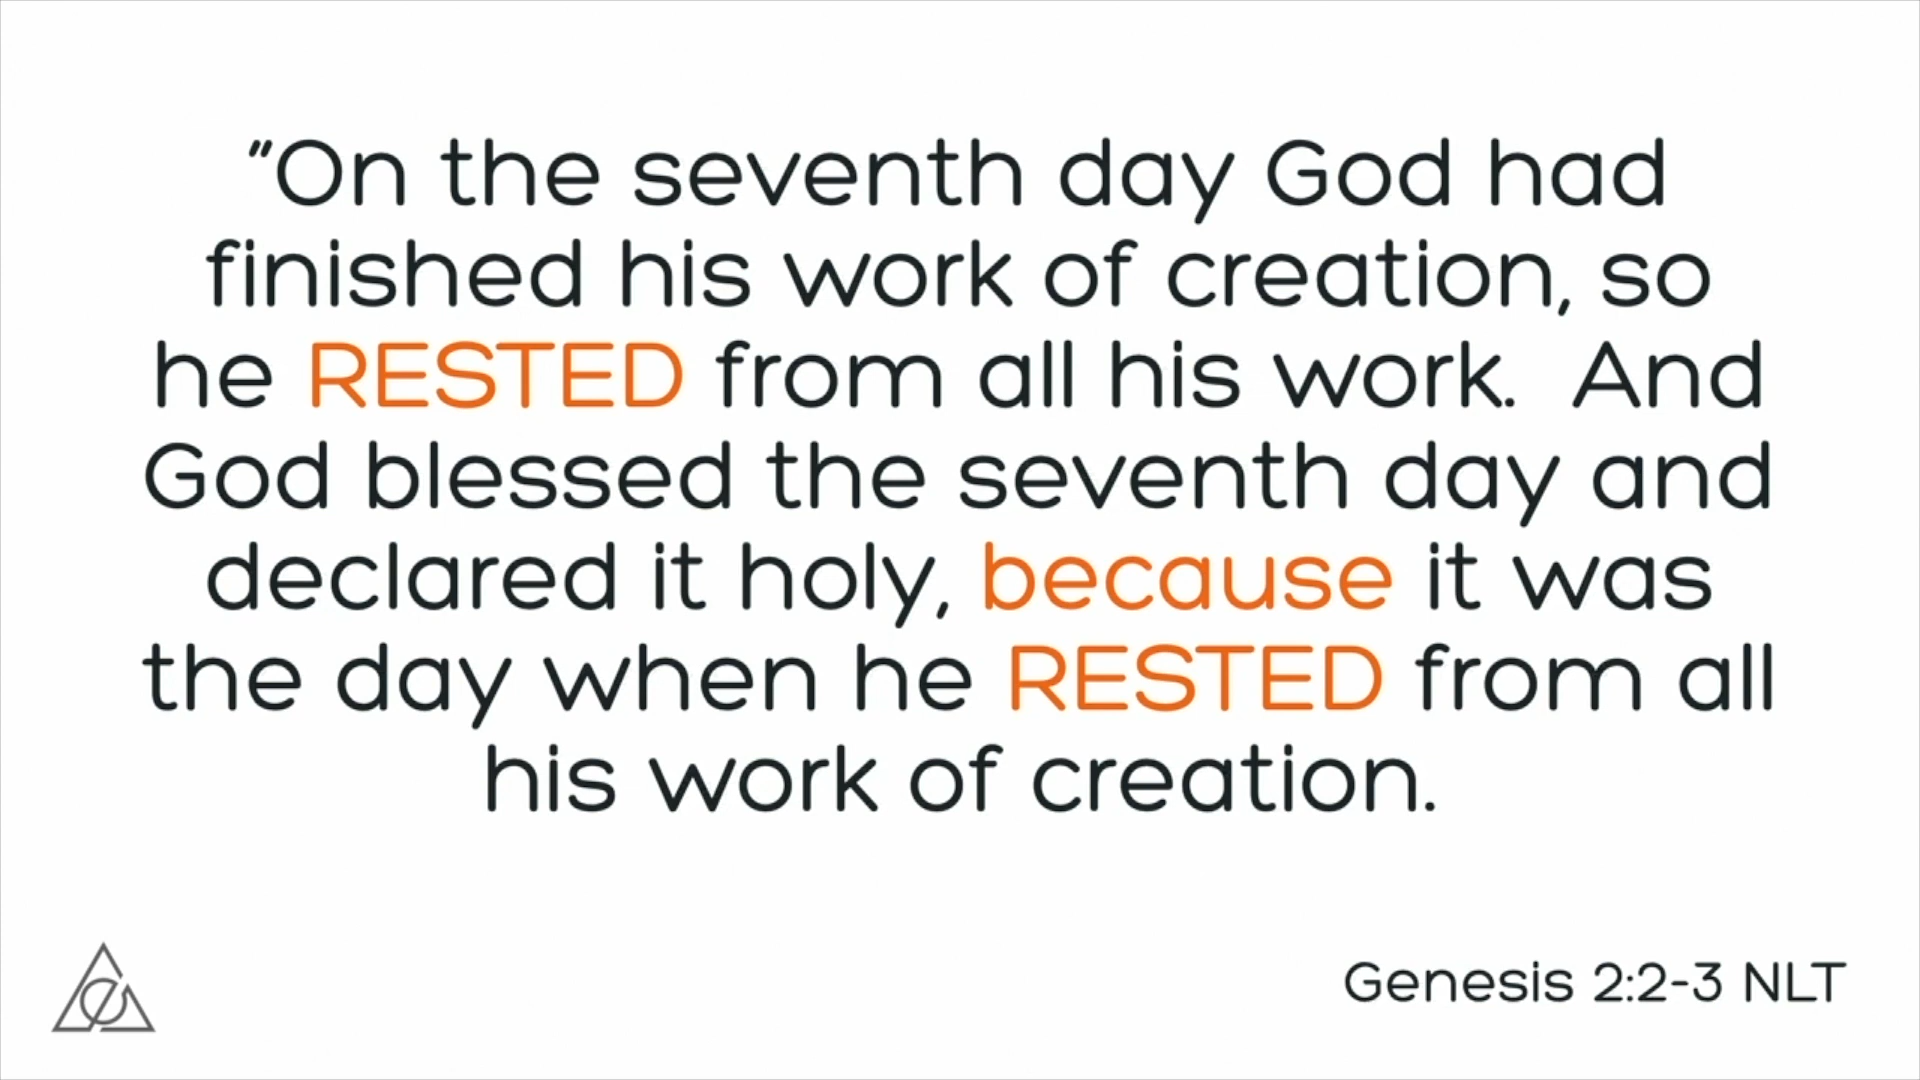 "On the seventh day God had
finished his work of creation, so
he RESTED from all his work.  And
God blessed the seventh day and
declared it holy, because it was
the day when he RESTED from all
his work of creation.
Genesis 2:2-3 NLT